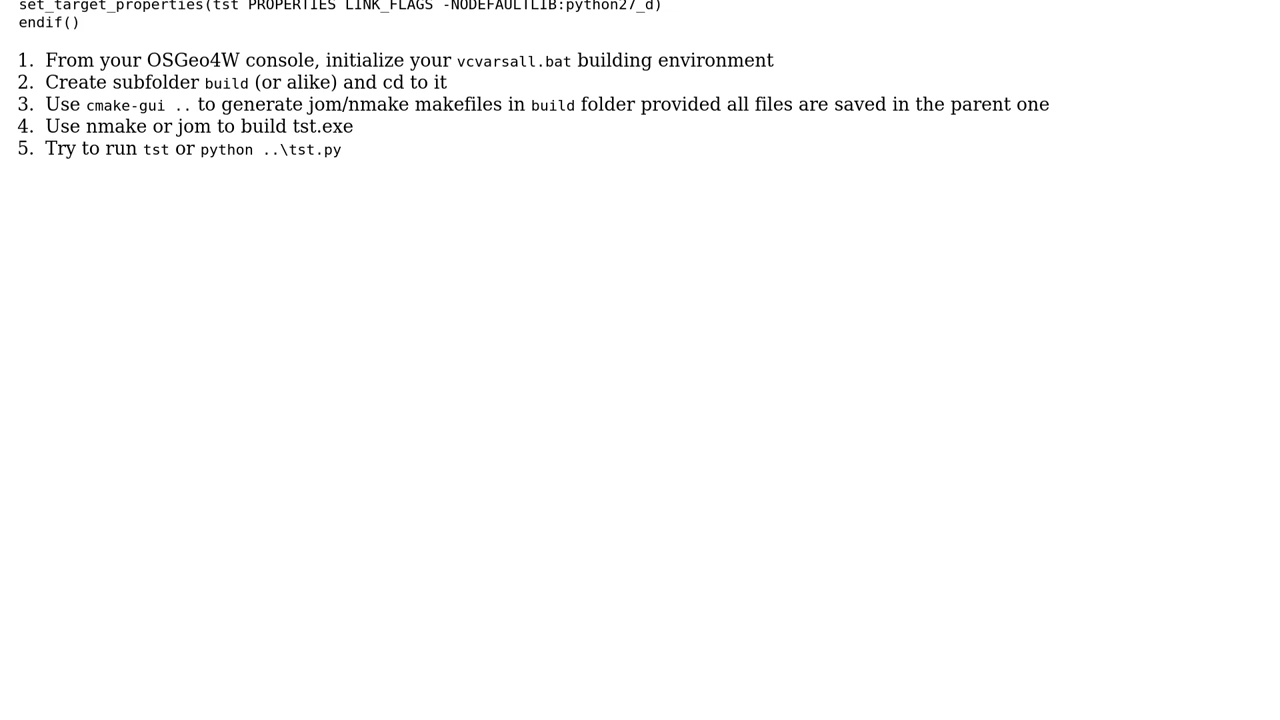 set_target_properties(tst PROPERTIES LINK_FLAGS -NODEFAULTLIB:python27_d)
endif()
1. From your OSGeo4W console, initialize your vcvarsall.bat building environment
2. Create subfolder build (or alike) and cd to it
3. Use cmake-gui .. to generate jom/nmake makefiles in build folder provided all files are saved in the parent one
4. Use nmake or jom to build tst.exe
5. Try to run tst or python ..\tst.py